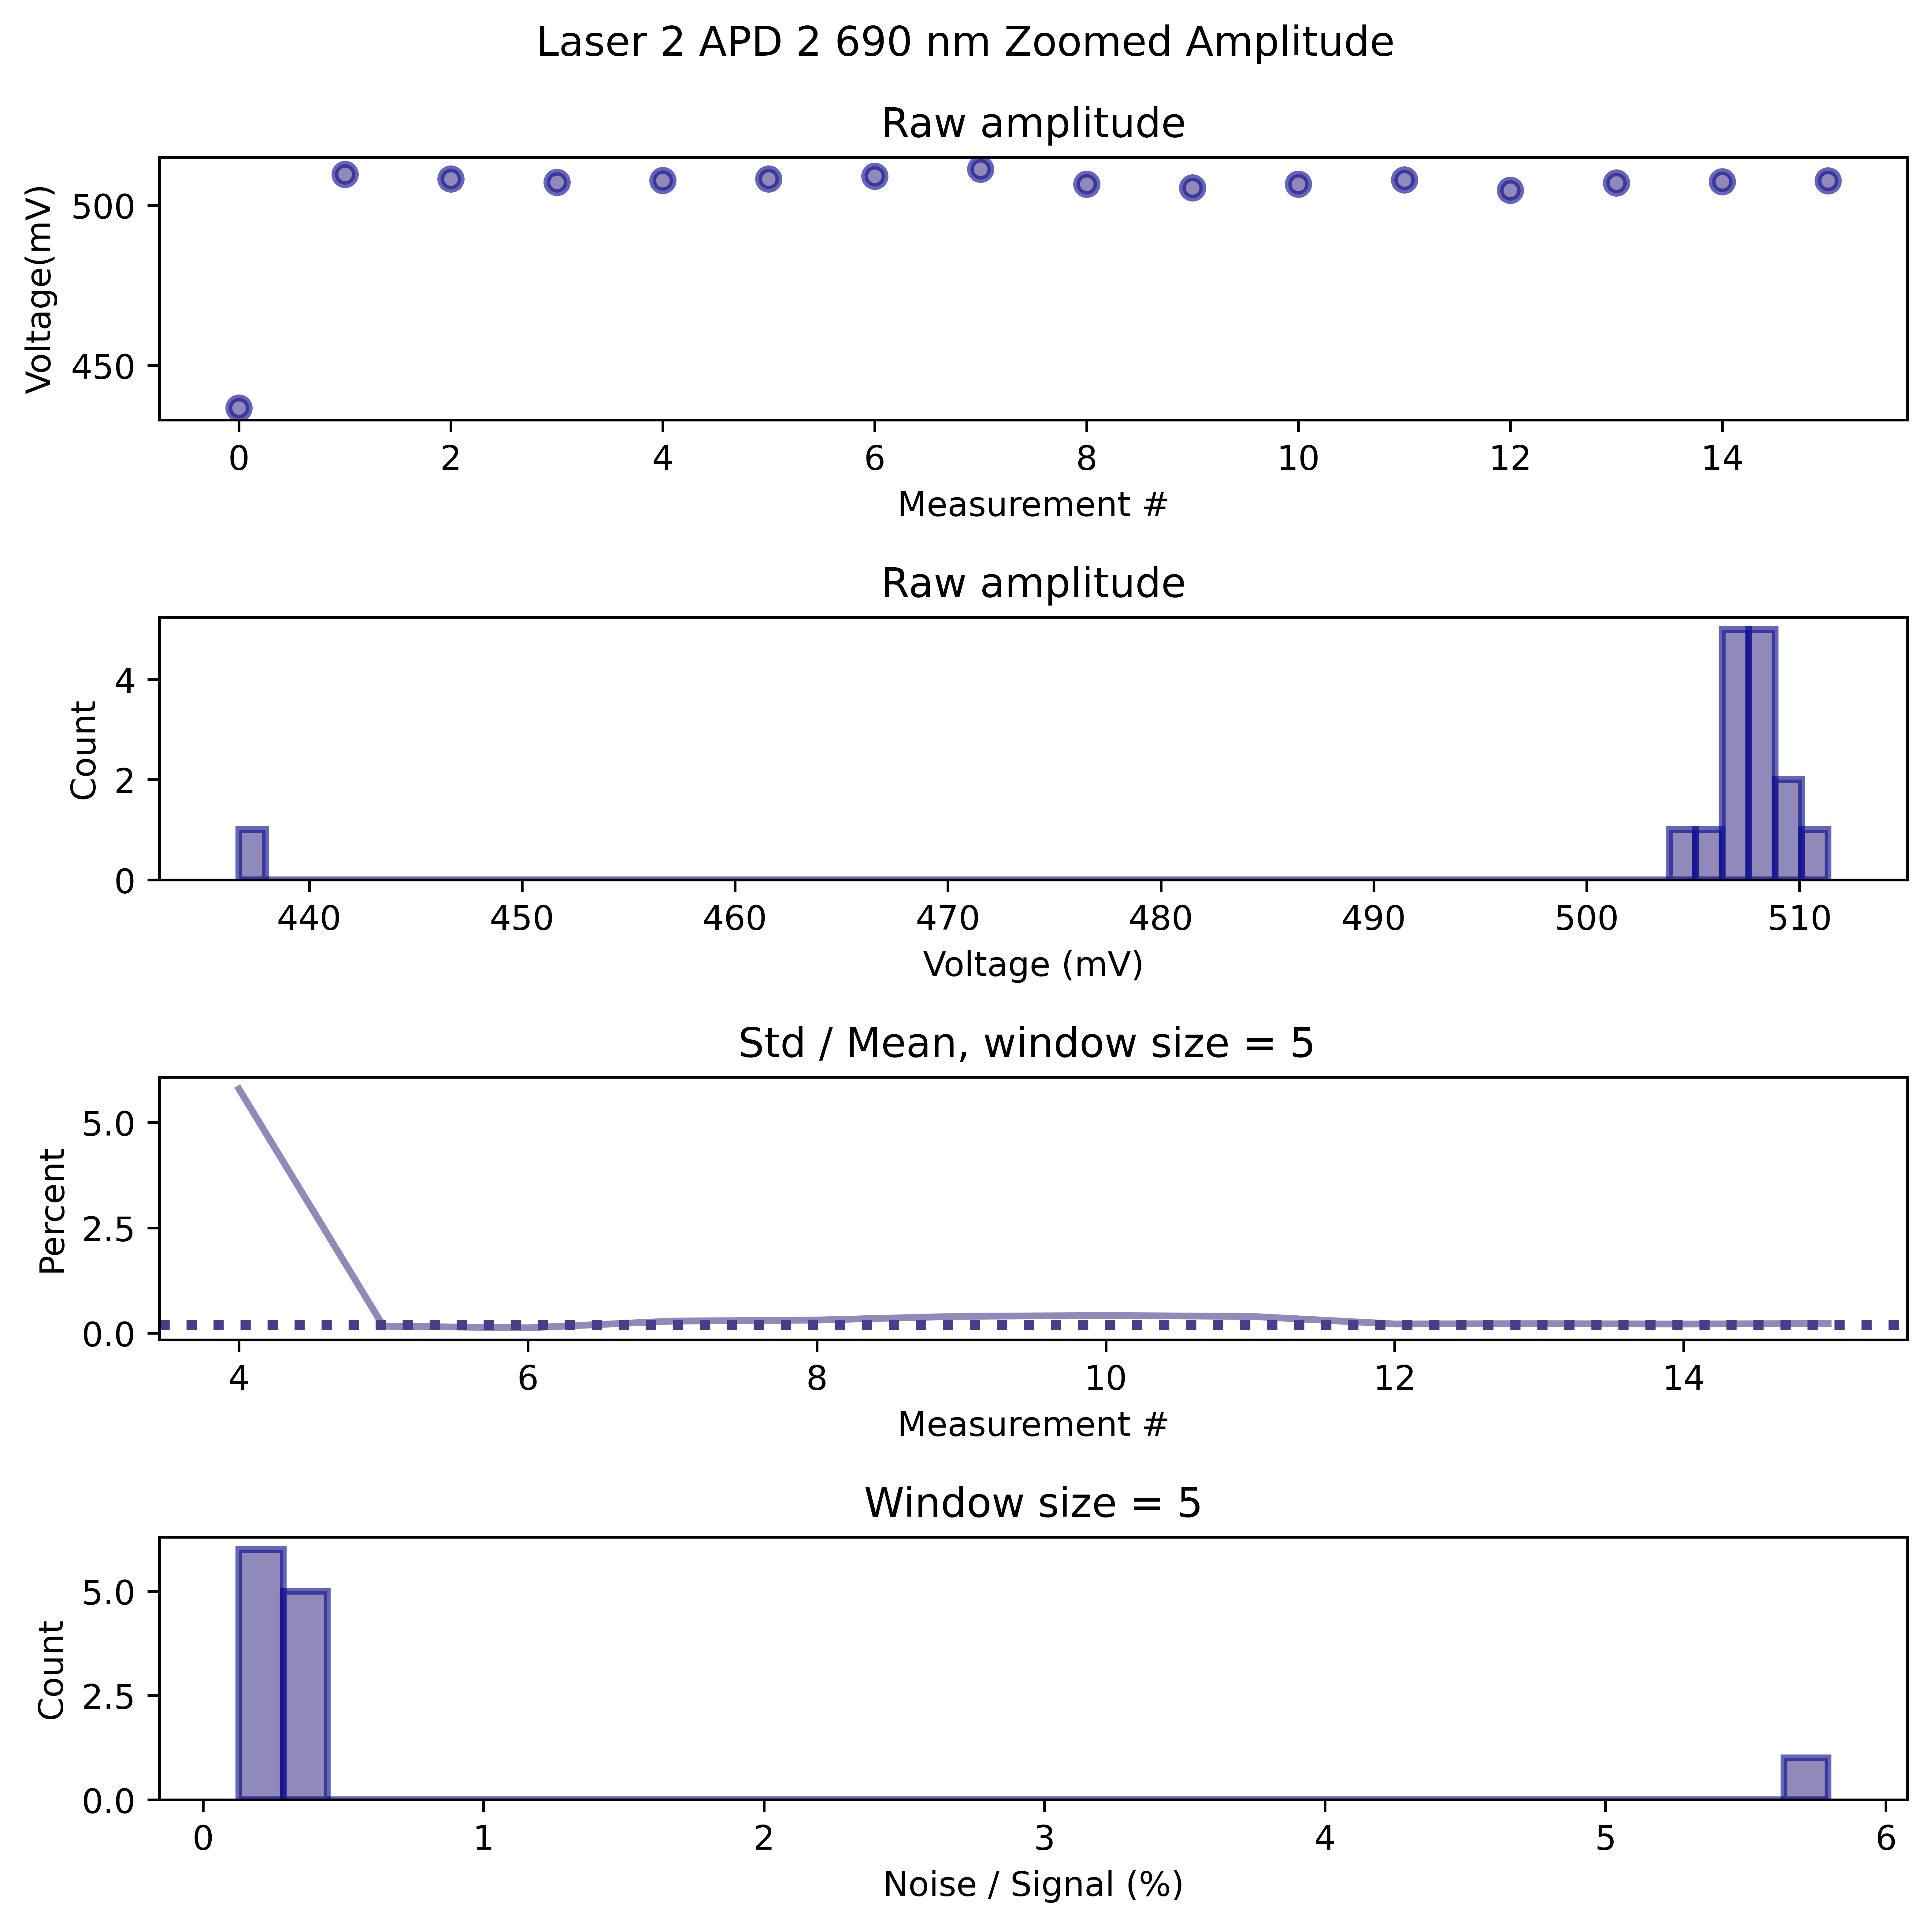 Laser 2 APD 2 690 nm Zoomed Amplitude
Raw amplitude
Voltage(mV)
500
450
0 2 4 6 8 10 12 14
Measurement #
Raw amplitude
Count
4
2
0
440 450 460 470 480 490 500 510
Voltage (mV)
Std / Mean, window size = 5
Percent
5.0
2.5
0.0
4 6 8 10 12 14
Measurement #
Window size = 5
Count
5.0
2.5
0.0
0 1 2 3 4 5 6
Noise / Signal (%)